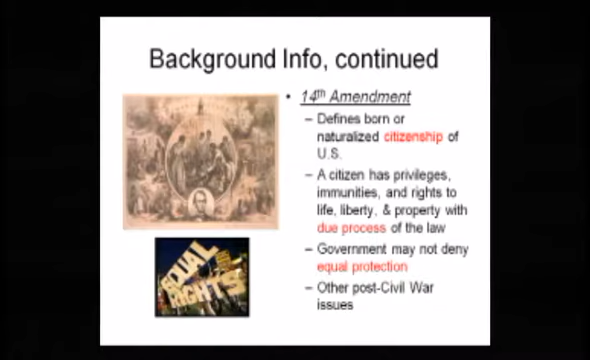 Background Info, continued
• 14th Amendment
– Defines born or
naturalized citizenship of
U.S.
– A citizen has privileges,
immunities, and rights to
life, liberty, & property with
due process of the law
– Government may not deny
equal protection
– Other post-Civil War
issues
EQUAL
RIGHTS